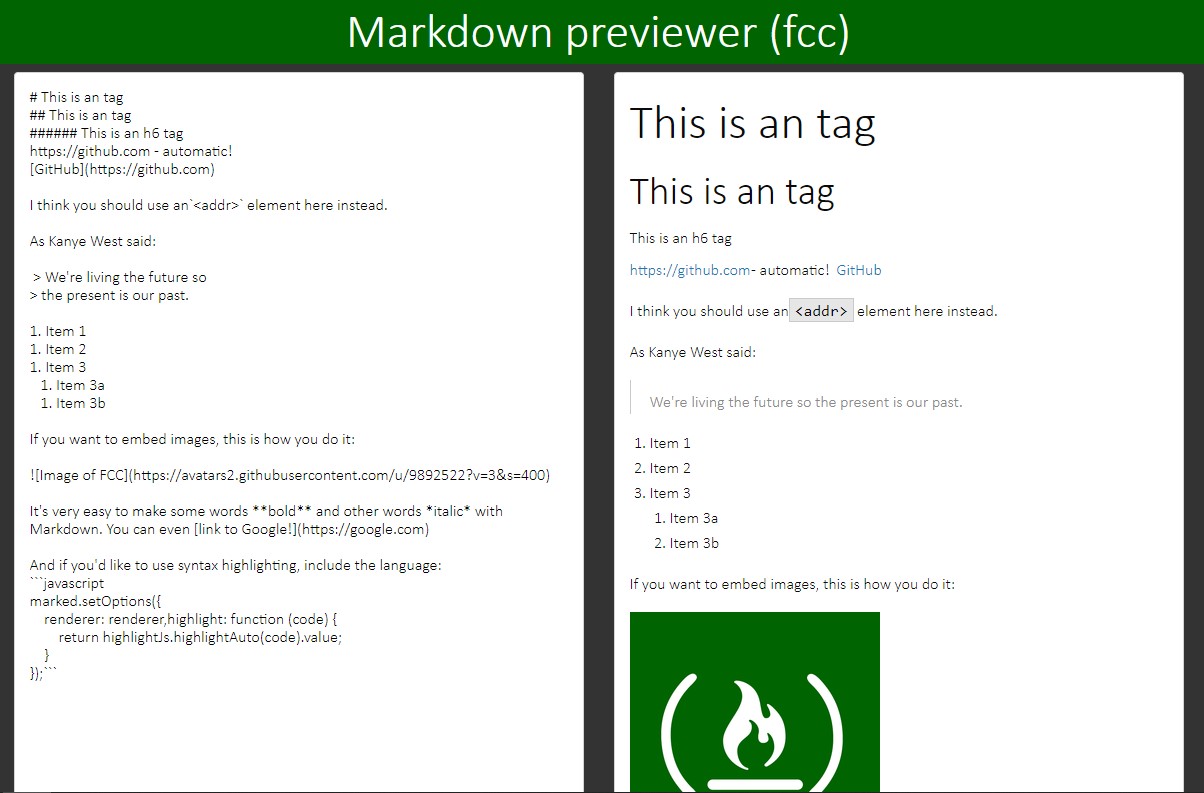 Markdown previewer (fcc)
# This is an tag
## This is an tag
###### This is an h6 tag
https://github.com - automatic!
[GitHub](https://github.com)
I think you should use an`<addr>` element here instead.
As Kanye West said:
> We're living the future so
> the present is our past.
1. Item 1
1. Item 2
1. Item 3
1. Item 3a
1. Item 3b
If you want to embed images, this is how you do it:
![Image of FCC](https://avatars2.githubusercontent.com/u/9892522?v=3&s=400)
It's very easy to make some words **bold** and other words *italic* with
Markdown. You can even [link to Google!](https://google.com)
And if you'd like to use syntax highlighting, include the language:
```javascript
marked.setOptions({
renderer: renderer,highlight: function (code) {
return highlightJs.highlightAuto(code).value;
}
});```
This is an tag
This is an tag
This is an h6 tag
https://github.com- automatic! GitHub
I think you should use an <addr> element here instead.
As Kanye West said:
We're living the future so the present is our past.
1. Item 1
2. Item 2
3. Item 3
1. Item 3a
2. Item 3b
If you want to embed images, this is how you do it: